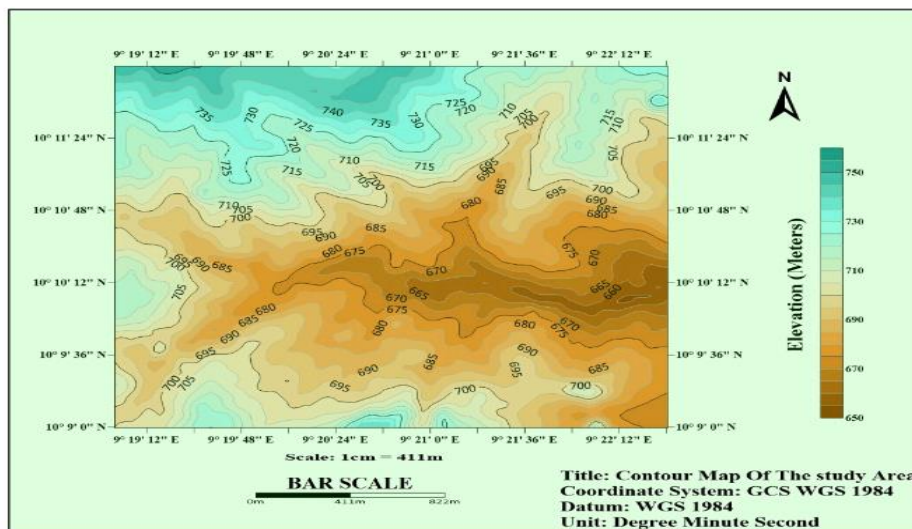 9° 19' 12" E 9° 19' 48" E 9° 20' 24" E 9° 21' 0" E 9° 21' 36" E 9° 22' 12" E
N
735 730 740 725 720 710 705 700 715 710
725 735 730
10° 11' 24" N 10° 11' 24" N
720 710 715 695 690
725 715 705 700 685 695 700 690 685 680
750
10° 10' 48" N 710 705 700 680 10° 10' 48" N
730
695 690 685
700 695 690 685 680 675 670 675 670
710
10° 10' 12" N 705 670 665 665 660 10° 10' 12" N
690
680 675 680 680 670 675
685
690
10° 9' 36" N 695 685 690 685 10° 9' 36" N
670
700 705 695 690 700 700
650
10° 9' 0" N 10° 9' 0" N
Elevation (Meters)
9° 19' 12" E 9° 19' 48" E 9° 20' 24" E 9° 21' 0" E 9° 21' 36" E 9° 22' 12" E
Scale: 1cm = 411m
BAR SCALE
0m 411m 822m
Title: Contour Map Of The study Area
Coordinate System: GCS WGS 1984
Datum: WGS 1984
Unit: Degree Minute Second